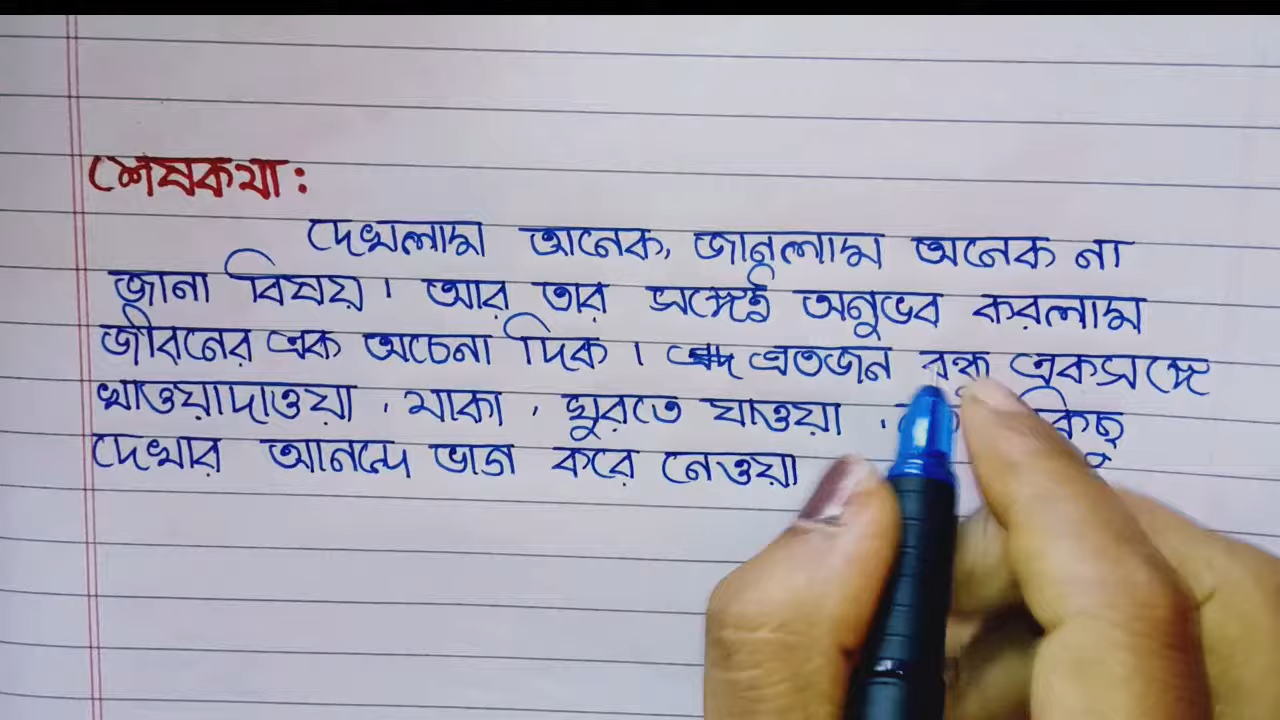 শেষকথা:
দেখলাম অনেক, জানলাম অনেক না
জানা বিষয়। আর তার সঙ্গেই অনুভব করলাম
জীবনের এক অচেনা দিক। এতজন বন্ধু একসঙ্গে
খাওয়াদাওয়া, থাকা, ঘুরতে যাওয়া, কিছু
দেখার আনন্দে ভাগ করে নেওয়া